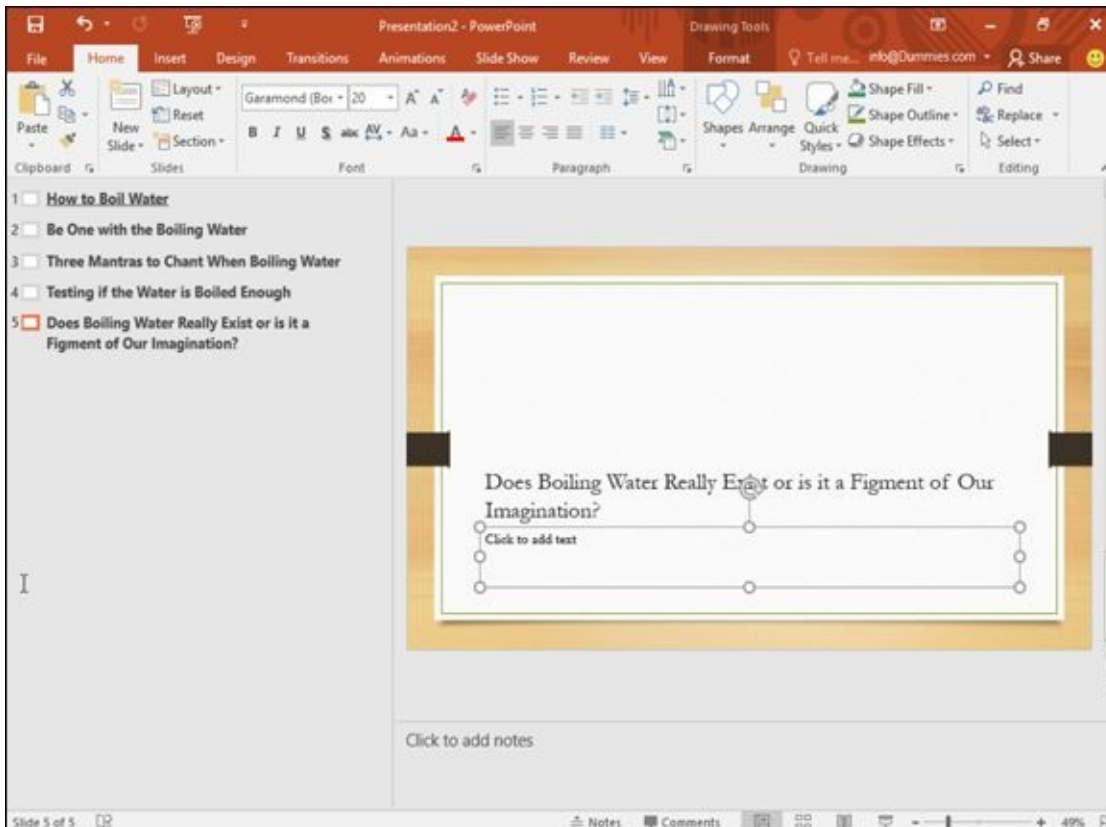 Presentation2 - PowerPoint
Drawing Tools
File Home Insert Design Transitions Animations Slide Show Review View Format Tell me... info@Dummies.com Share
Paste
Clipboard
New Slide
Layout
Reset
Section
Slides
Garamond (Bo 20
B I U S abc AV Aa A
Font
Paragraph
Shapes Arrange Quick Styles
Shape Fill
Shape Outline
Shape Effects
Drawing
Find
Replace
Select
Editing
1 How to Boil Water
2 Be One with the Boiling Water
3 Three Mantras to Chant When Boiling Water
4 Testing if the Water is Boiled Enough
5 Does Boiling Water Really Exist or is it a
Figment of Our Imagination?
Does Boiling Water Really Exist or is it a Figment of Our
Imagination?
Click to add text
Click to add notes
Slide 5 of 5 Notes Comments 49%